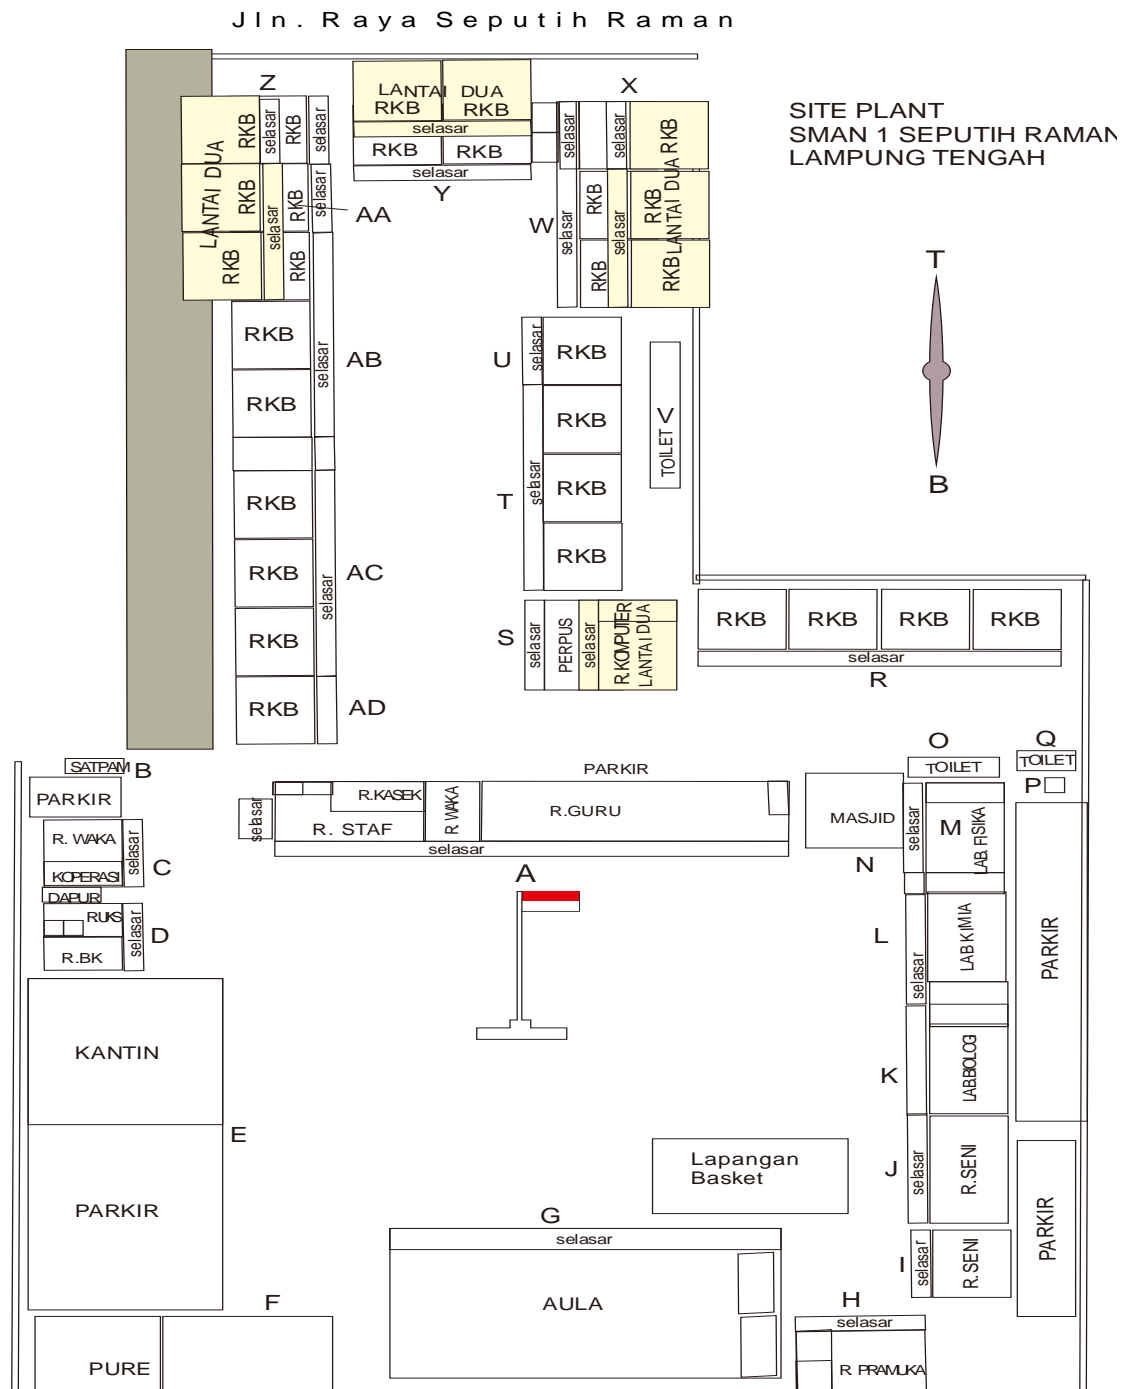 Jln. Raya Seputih Raman
SITE PLANT
SMAN 1 SEPUTIH RAMAN
LAMPUNG TENGAH
Z
X
LANTAI DUA
RKB RKB
selasar
RKB RKB
selasar
Y
LANTAI DUA
RKB
RKB
RKB
selasar
selasar
RKB
RKB
RKB
selasar
selasar
AA
W
selasar
selasar
RKB
RKB
selasar
selasar
LANTAI DUA RKB
LANTAI DUA
RKB
RKB
T
B
RKB
RKB
selasar
AB
RKB
RKB
RKB
selasar
AC
RKB
AD
U
selasar
RKB
RKB
RKB
RKB
selasar
T
TOILET V
S
selasar
PERPUS
selasar
R.KOMPUTER
LANTAI DUA
RKB RKB RKB RKB
selasar
R
SATPAM B
PARKIR
R. WAKA
KOPERASI
selasar
C
DAPUR
RUKS
R.BK
selasar
D
KANTIN
E
PARKIR
F
PURE
PARKIR
selasar
R.KASEK
R. STAF
R WAKA
R.GURU
selasar
A
MASJID
N
O
TOILET
Q
TOILET
P
selasar
M
LAB. FISIKA
L
selasar
LAB KIMIA
PARKIR
K
LAB.BIOLOGI
J
selasar
R.SENI
PARKIR
I
selasar
R.SENI
Lapangan
Basket
G
selasar
AULA
H
selasar
R. PRAMUKA